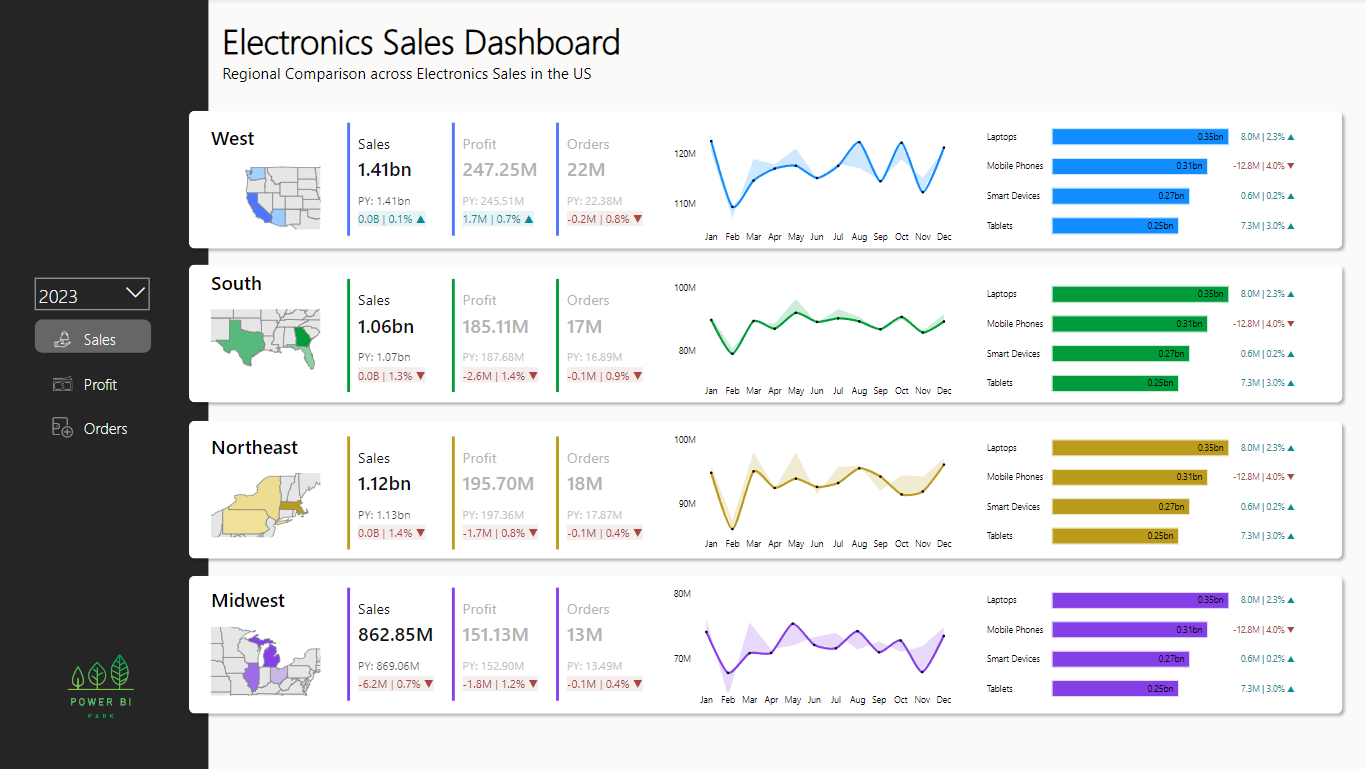 Electronics Sales Dashboard
Regional Comparison across Electronics Sales in the US
2023
Sales
Profit
Orders
POWER BI
PARK
West
Sales
1.41bn
PY: 1.41bn
0.0B | 0.1% ▲
Profit
247.25M
PY: 245.51M
1.7M | 0.7% ▲
Orders
22M
PY: 22.38M
-0.2M | 0.8% ▼
120M
110M
Jan Feb Mar Apr May Jun Jul Aug Sep Oct Nov Dec
Laptops 0.35bn 8.0M | 2.3% ▲
Mobile Phones 0.31bn -12.8M | 4.0% ▼
Smart Devices 0.27bn 0.6M | 0.2% ▲
Tablets 0.25bn 7.3M | 3.0% ▲
South
Sales
1.06bn
PY: 1.07bn
0.0B | 1.3% ▼
Profit
185.11M
PY: 187.68M
-2.6M | 1.4% ▼
Orders
17M
PY: 16.89M
-0.1M | 0.9% ▼
100M
80M
Jan Feb Mar Apr May Jun Jul Aug Sep Oct Nov Dec
Laptops 0.35bn 8.0M | 2.3% ▲
Mobile Phones 0.31bn -12.8M | 4.0% ▼
Smart Devices 0.27bn 0.6M | 0.2% ▲
Tablets 0.25bn 7.3M | 3.0% ▲
Northeast
Sales
1.12bn
PY: 1.13bn
0.0B | 1.4% ▼
Profit
195.70M
PY: 197.36M
-1.7M | 0.8% ▼
Orders
18M
PY: 17.87M
-0.1M | 0.4% ▼
100M
90M
Jan Feb Mar Apr May Jun Jul Aug Sep Oct Nov Dec
Laptops 0.35bn 8.0M | 2.3% ▲
Mobile Phones 0.31bn -12.8M | 4.0% ▼
Smart Devices 0.27bn 0.6M | 0.2% ▲
Tablets 0.25bn 7.3M | 3.0% ▲
Midwest
Sales
862.85M
PY: 869.06M
-6.2M | 0.7% ▼
Profit
151.13M
PY: 152.90M
-1.8M | 1.2% ▼
Orders
13M
PY: 13.49M
-0.1M | 0.4% ▼
80M
70M
Jan Feb Mar Apr May Jun Jul Aug Sep Oct Nov Dec
Laptops 0.35bn 8.0M | 2.3% ▲
Mobile Phones 0.31bn -12.8M | 4.0% ▼
Smart Devices 0.27bn 0.6M | 0.2% ▲
Tablets 0.25bn 7.3M | 3.0% ▲